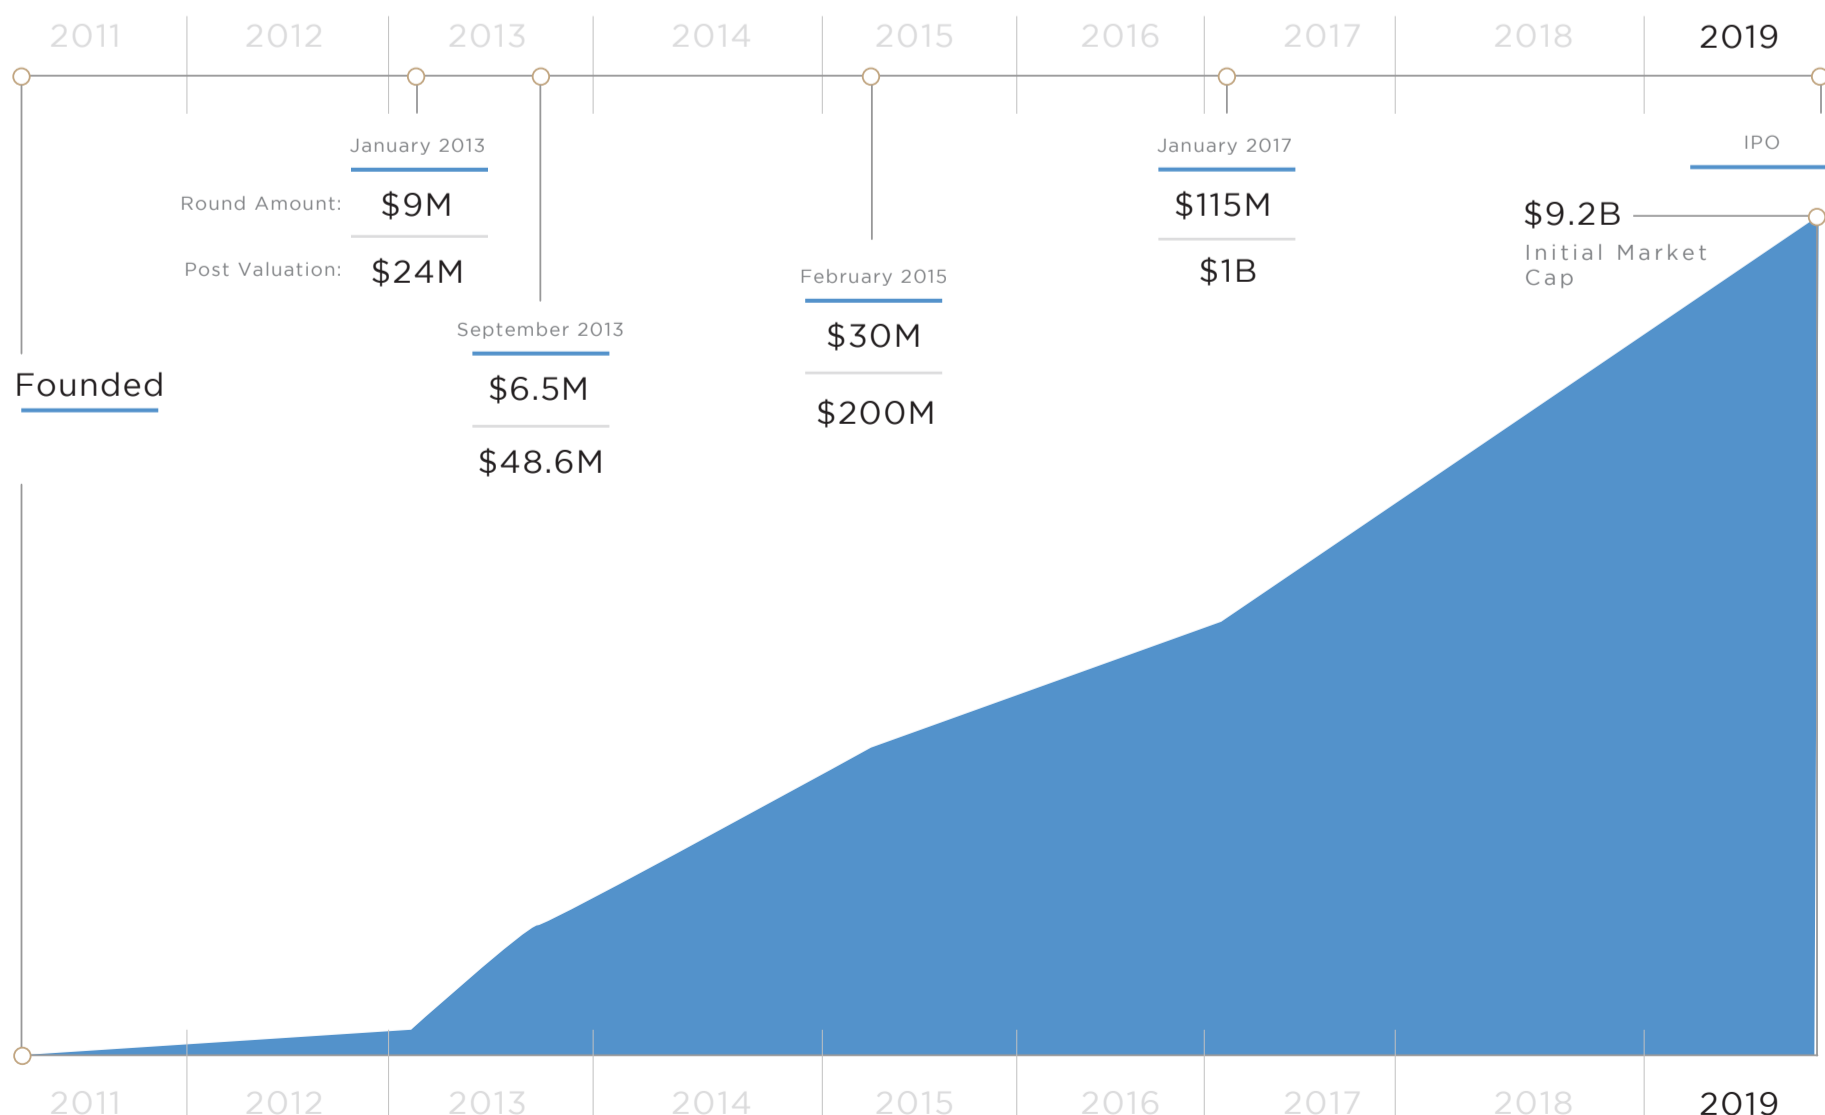 2011 2012 2013 2014 2015 2016 2017 2018 2019
January 2013
Round Amount: $9M
Post Valuation: $24M
September 2013
$6.5M
$48.6M
February 2015
$30M
$200M
January 2017
$115M
$1B
IPO
$9.2B
Initial Market
Cap
Founded
2011 2012 2013 2014 2015 2016 2017 2018 2019